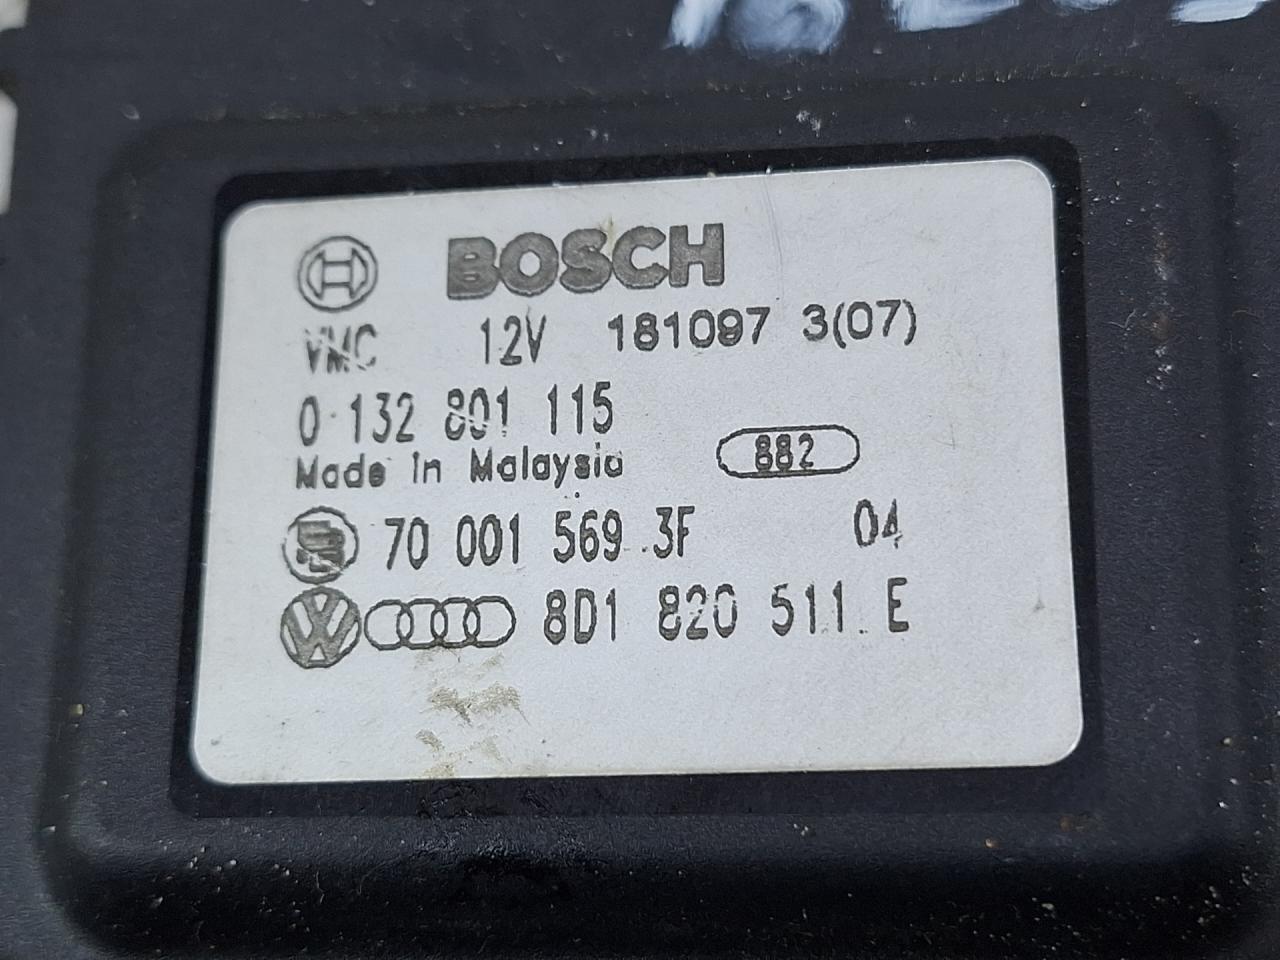 BOSCH
VMC 12V 181097 3(07)
0 132 801 115
Made in Malaysia 882
70 001 569 3F 04
8D1 820 511 E